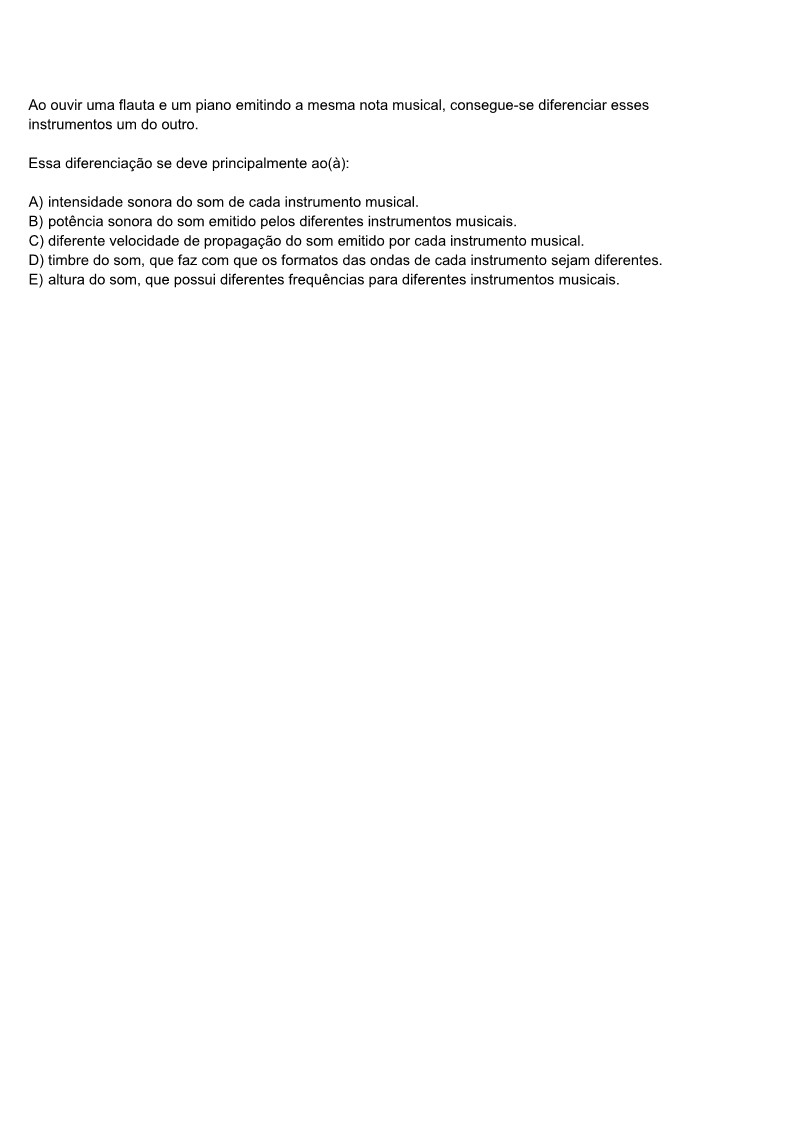 Ao ouvir uma flauta e um piano emitindo a mesma nota musical, consegue-se diferenciar esses
instrumentos um do outro.
Essa diferenciação se deve principalmente ao(à):
A) intensidade sonora do som de cada instrumento musical.
B) potência sonora do som emitido pelos diferentes instrumentos musicais.
C) diferente velocidade de propagação do som emitido por cada instrumento musical.
D) timbre do som, que faz com que os formatos das ondas de cada instrumento sejam diferentes.
E) altura do som, que possui diferentes frequências para diferentes instrumentos musicais.